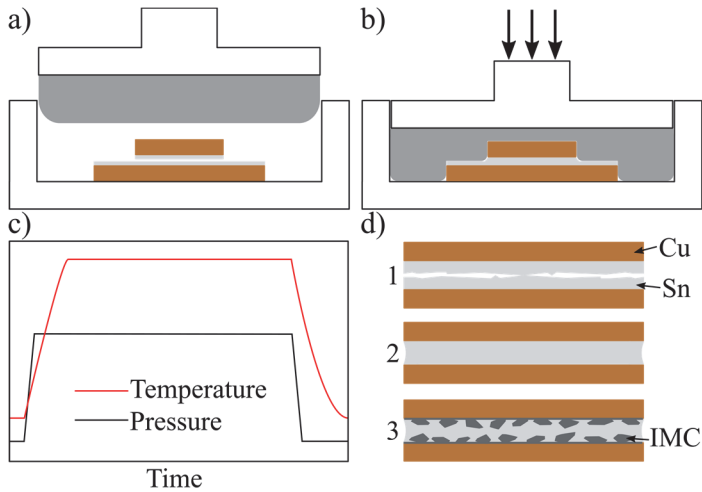 a)
b)
c)
Temperature
Pressure
Time
d)
Cu
1
Sn
2
3
IMC